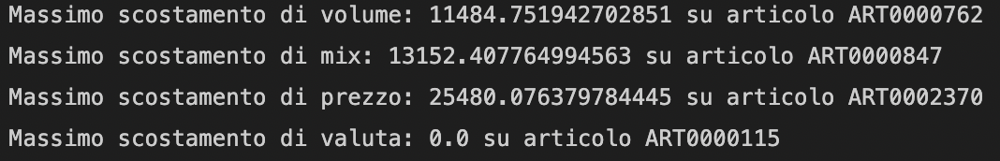 Massimo scostamento di volume: 11484.751942702851 su articolo ART0000762
Massimo scostamento di mix: 13152.407764994563 su articolo ART0000847
Massimo scostamento di prezzo: 25480.076379784445 su articolo ART0002370
Massimo scostamento di valuta: 0.0 su articolo ART0000115